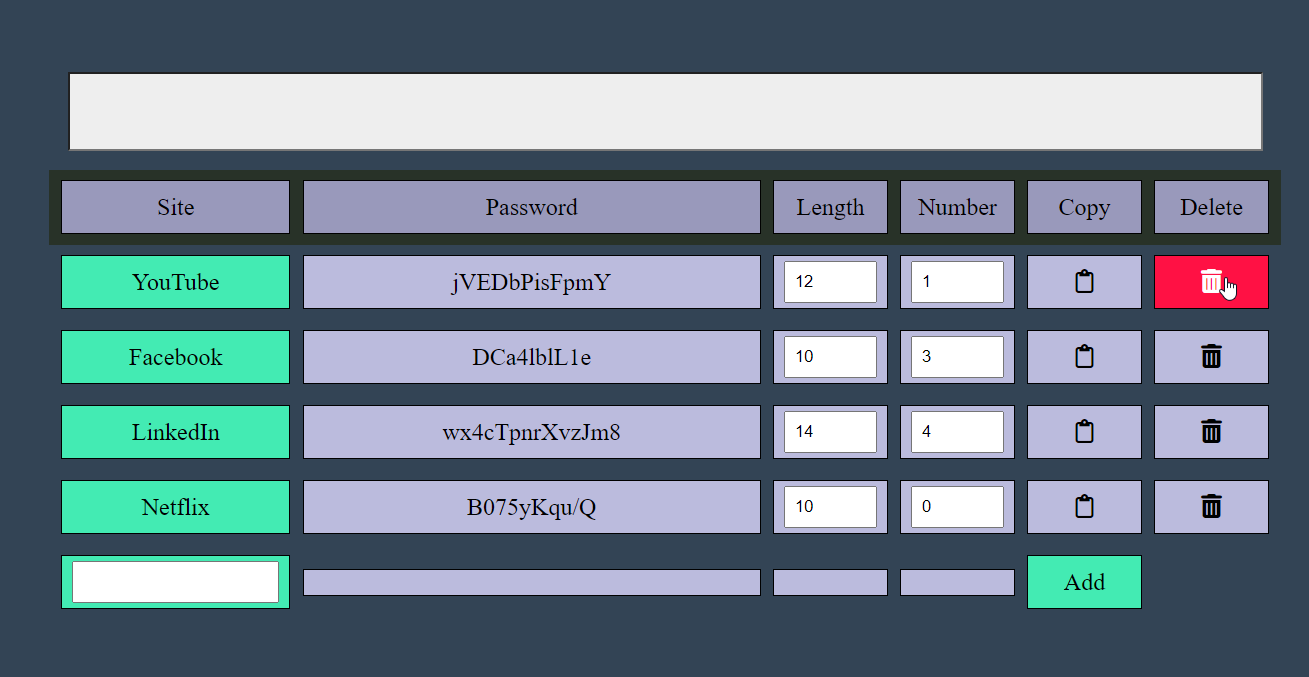 Site Password Length Number Copy Delete
YouTube jVEDbPisFpmY 12 1
Facebook DCa4lblL1e 10 3
LinkedIn wx4cTpnrXvzJm8 14 4
Netflix B075yKqu/Q 10 0
Add